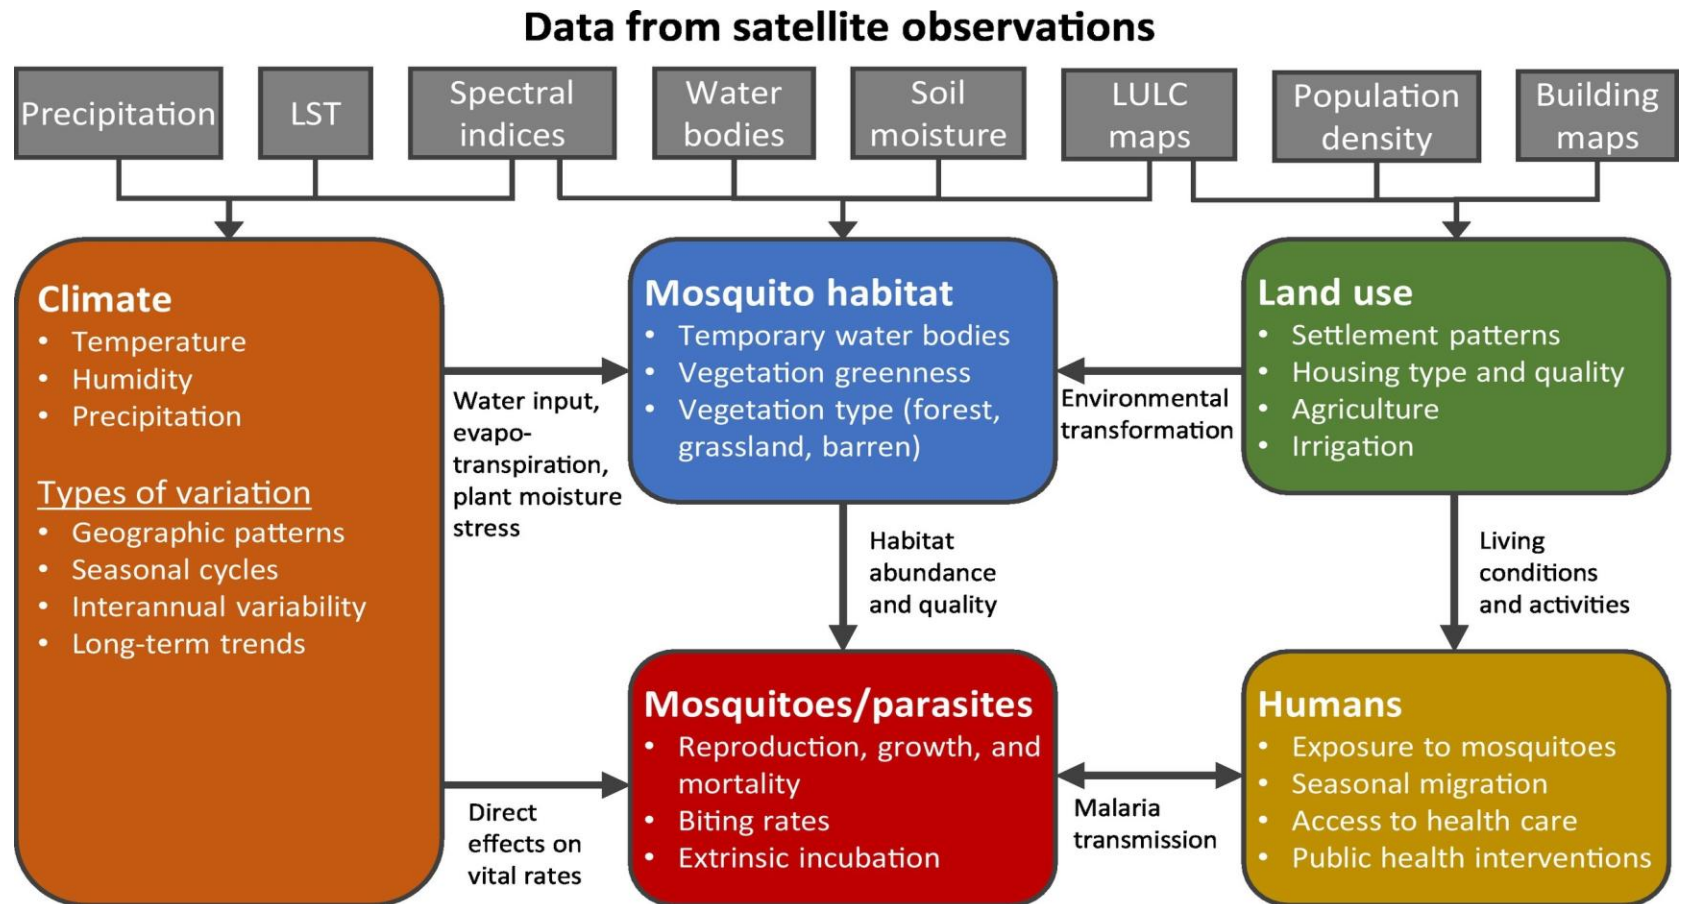 Data from satellite observations
Precipitation
LST
Spectral
indices
Water
bodies
Soil
moisture
LULC
maps
Population
density
Building
maps
Climate
• Temperature
• Humidity
• Precipitation
Types of variation
• Geographic patterns
• Seasonal cycles
• Interannual variability
• Long-term trends
Water input,
evapo-
transpiration,
plant moisture
stress
Mosquito habitat
• Temporary water bodies
• Vegetation greenness
• Vegetation type (forest,
grassland, barren)
Environmental
transformation
Land use
• Settlement patterns
• Housing type and quality
• Agriculture
• Irrigation
Habitat
abundance
and quality
Living
conditions
and activities
Direct
effects on
vital rates
Mosquitoes/parasites
• Reproduction, growth, and
mortality
• Biting rates
• Extrinsic incubation
Malaria
transmission
Humans
• Exposure to mosquitoes
• Seasonal migration
• Access to health care
• Public health interventions